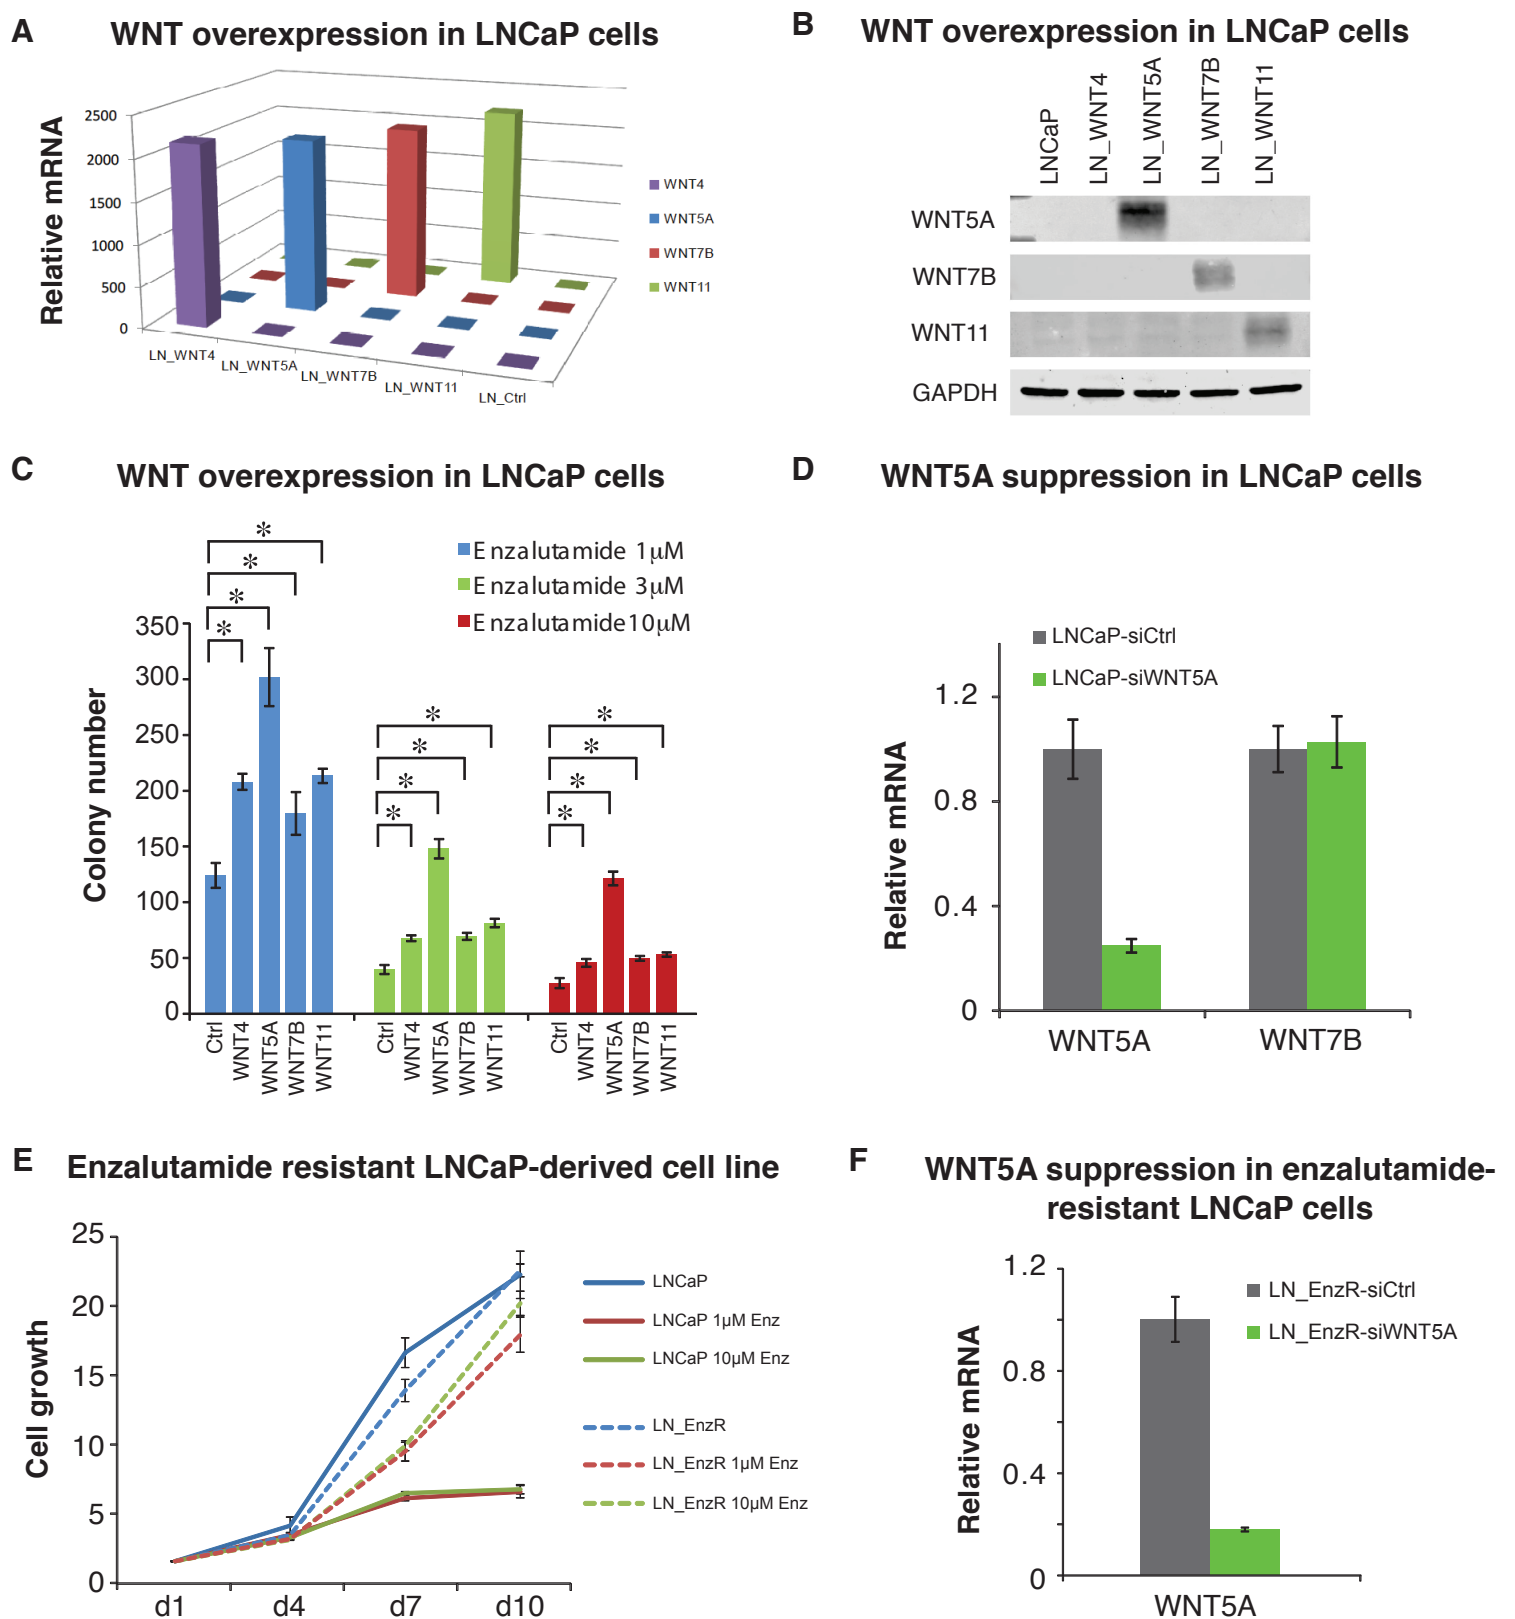 A
WNT overexpression in LNCaP cells
Relative mRNA
2500
2000
1500
1000
500
0
LN_WNT4
LN_WNT5A
LN_WNT7B
LN_WNT11
LN_Ctrl
WNT4
WNT5A
WNT7B
WNT11
B
WNT overexpression in LNCaP cells
LNCaP
LN_WNT4
LN_WNT5A
LN_WNT7B
LN_WNT11
WNT5A
WNT7B
WNT11
GAPDH
C
WNT overexpression in LNCaP cells
Enzalutamide 1μM
Enzalutamide 3μM
Enzalutamide10μM
Colony number
350
300
250
200
150
100
50
0
* * * *
* * * *
* * * *
Ctrl
WNT4
WNT5A
WNT7B
WNT11
Ctrl
WNT4
WNT5A
WNT7B
WNT11
Ctrl
WNT4
WNT5A
WNT7B
WNT11
D
WNT5A suppression in LNCaP cells
LNCaP-siCtrl
LNCaP-siWNT5A
Relative mRNA
1.2
0.8
0.4
0
WNT5A
WNT7B
E
Enzalutamide resistant LNCaP-derived cell line
Cell growth
25
20
15
10
5
0
d1
d4
d7
d10
LNCaP
LNCaP 1μM Enz
LNCaP 10μM Enz
LN_EnzR
LN_EnzR 1μM Enz
LN_EnzR 10μM Enz
F
WNT5A suppression in enzalutamide-
resistant LNCaP cells
LN_EnzR-siCtrl
LN_EnzR-siWNT5A
Relative mRNA
1.2
0.8
0.4
0
WNT5A